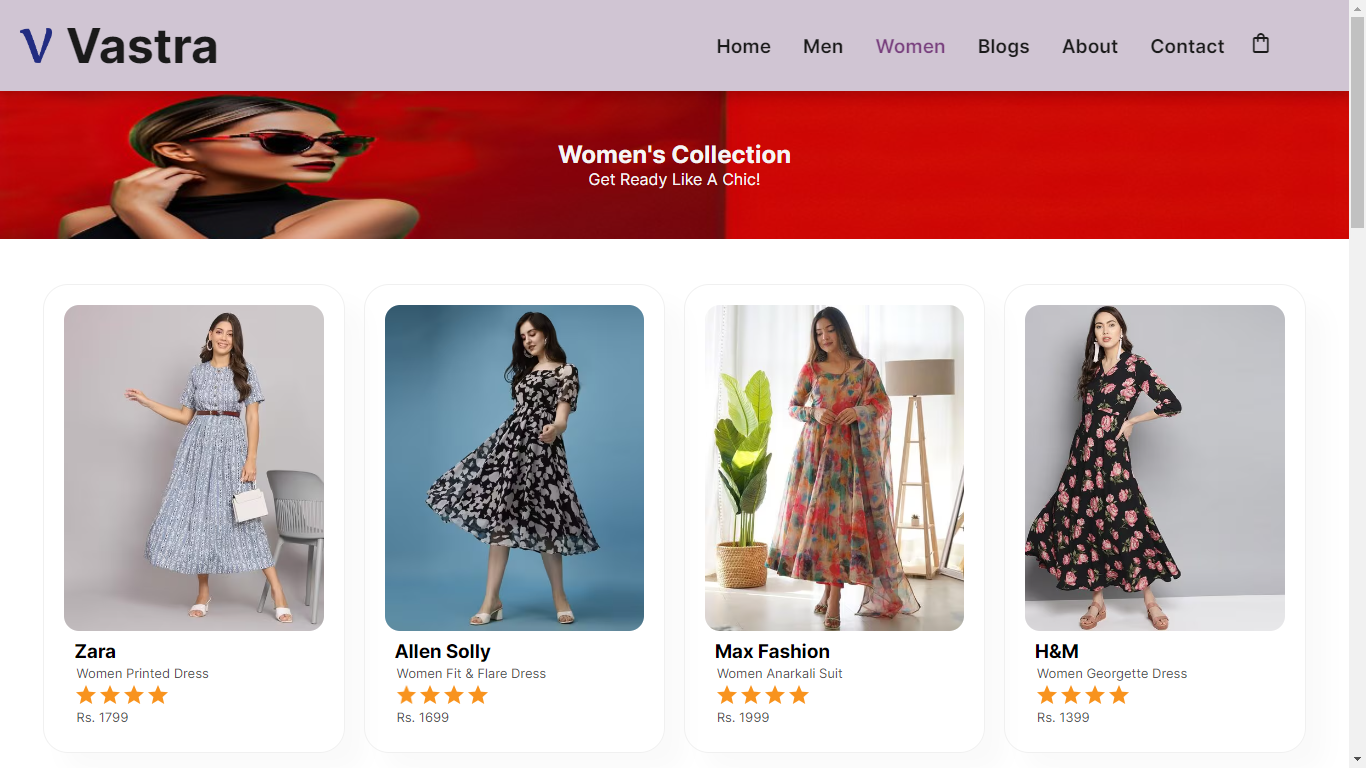 V Vastra
Home Men Women Blogs About Contact
Women's Collection
Get Ready Like A Chic!
Zara
Women Printed Dress
Rs. 1799
Allen Solly
Women Fit & Flare Dress
Rs. 1699
Max Fashion
Women Anarkali Suit
Rs. 1999
H&M
Women Georgette Dress
Rs. 1399